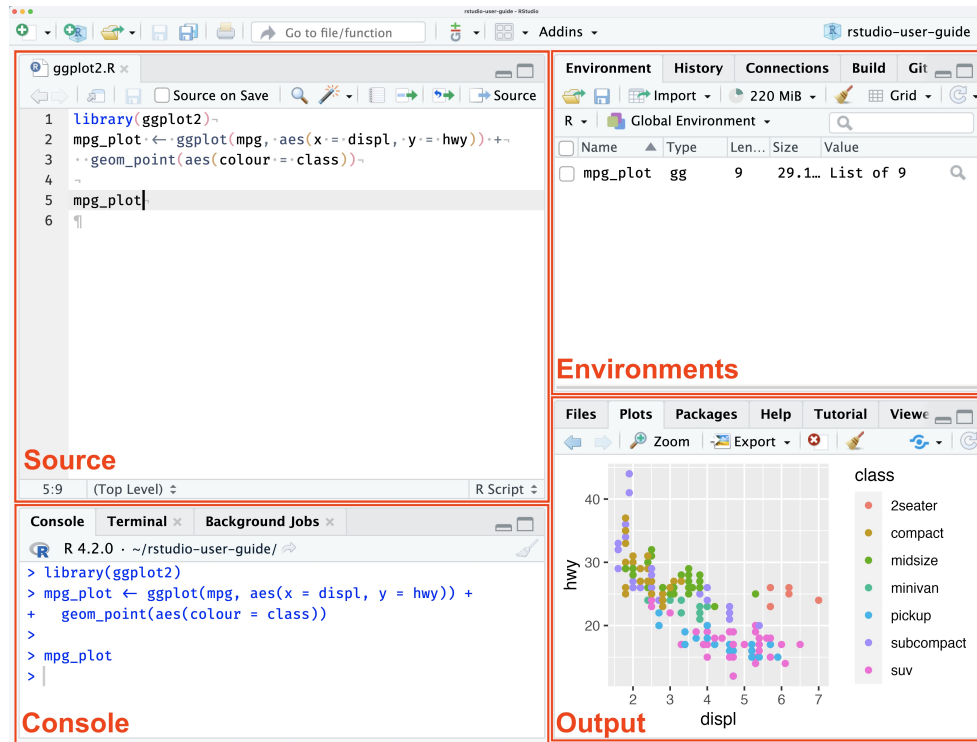 rstudio-user-guide - RStudio
Go to file/function
Addins
rstudio-user-guide
ggplot2.R
Source on Save
Source
1 library(ggplot2)
2 mpg_plot ← ggplot(mpg, aes(x = displ, y = hwy)) +
3 geom_point(aes(colour = class))
4
5 mpg_plot
6 ¶
Source
5:9 (Top Level) R Script
Console Terminal Background Jobs
R 4.2.0 · ~/rstudio-user-guide/
> library(ggplot2)
> mpg_plot ← ggplot(mpg, aes(x = displ, y = hwy)) +
+ geom_point(aes(colour = class))
>
> mpg_plot
>
Console
Environment History Connections Build Git
Import 220 MiB Grid
R Global Environment
Name Type Len... Size Value
mpg_plot gg 9 29.1… List of 9
Environments
Files Plots Packages Help Tutorial Viewe
Zoom Export
class
2seater
compact
midsize
minivan
pickup
subcompact
suv
40
30
20
hwy
2 3 4 5 6 7
displ
Output